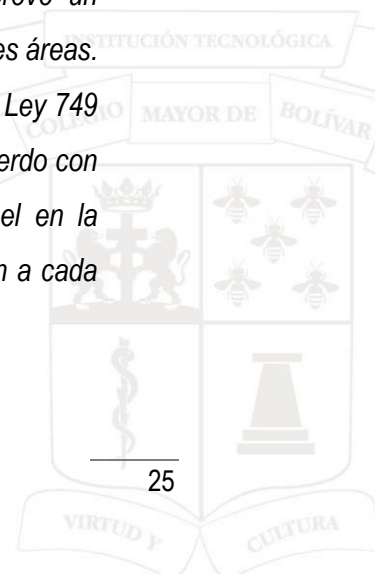 un
INSTITUCIÓN TECNOLÓGICA
es áreas.
Ley 749
COLEGIO MAYOR DE BOLÍVAR
erdo con
el en la
a cada
25
VIRTUD Y CULTURA